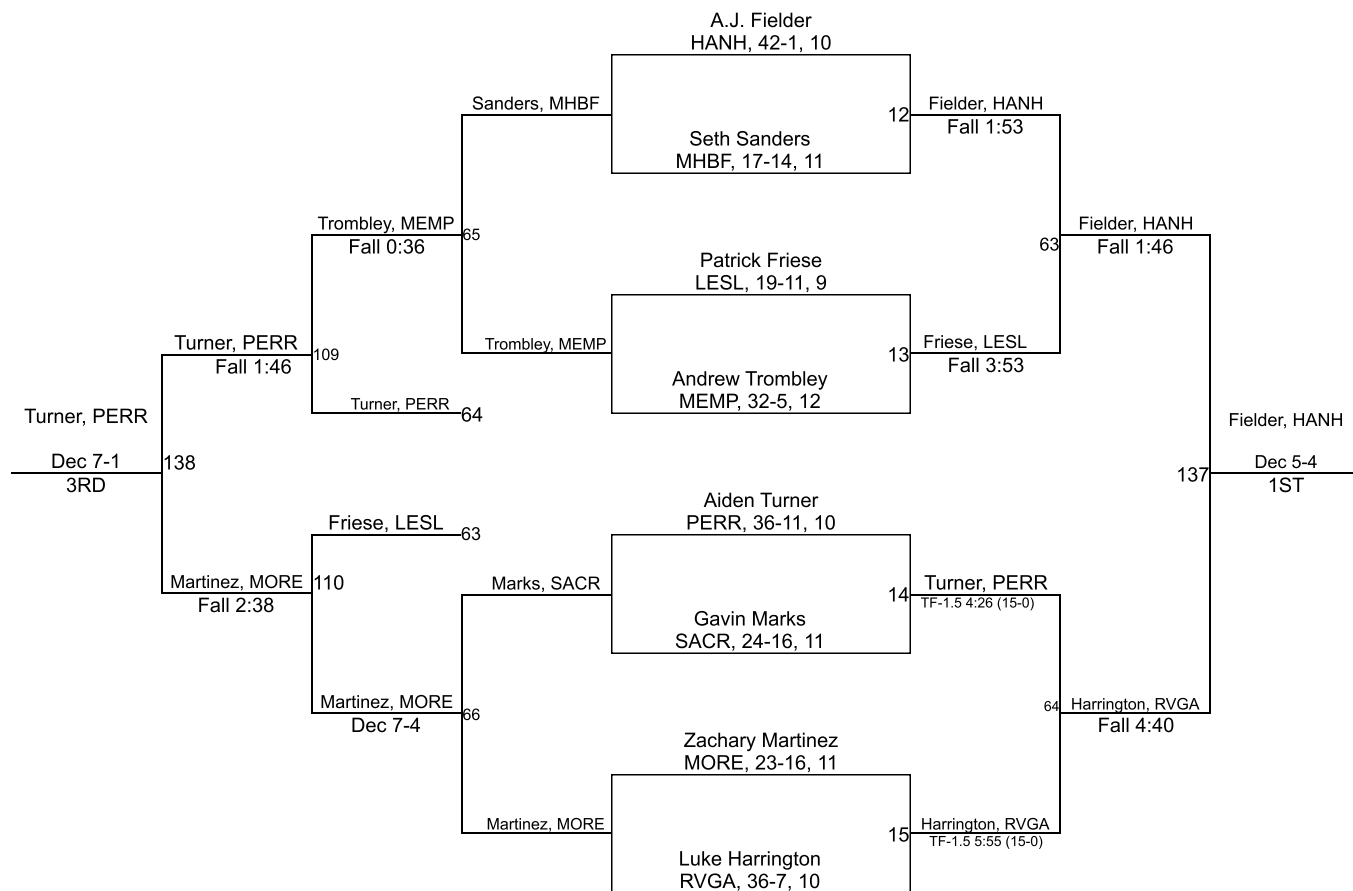 A.J. Fielder
HANH, 42-1, 10
Sanders, MHBF
12
Fielder, HANH
Fall 1:53
Seth Sanders
MHBF, 17-14, 11
Trombley, MEMP
65
Fall 0:36
63
Fielder, HANH
Fall 1:46
Patrick Friese
LESL, 19-11, 9
Turner, PERR
109
Fall 1:46
Trombley, MEMP
13
Friese, LESL
Fall 3:53
Andrew Trombley
MEMP, 32-5, 12
Turner, PERR
64
Turner, PERR
Fielder, HANH
Dec 7-1
138
3RD
137
Dec 5-4
1ST
Aiden Turner
PERR, 36-11, 10
Friese, LESL
63
Martinez, MORE
110
Fall 2:38
Marks, SACR
14
Turner, PERR
TF-1.5 4:26 (15-0)
Gavin Marks
SACR, 24-16, 11
Martinez, MORE
66
Dec 7-4
64
Harrington, RVGA
Fall 4:40
Zachary Martinez
MORE, 23-16, 11
Martinez, MORE
15
Harrington, RVGA
TF-1.5 5:55 (15-0)
Luke Harrington
RVGA, 36-7, 10